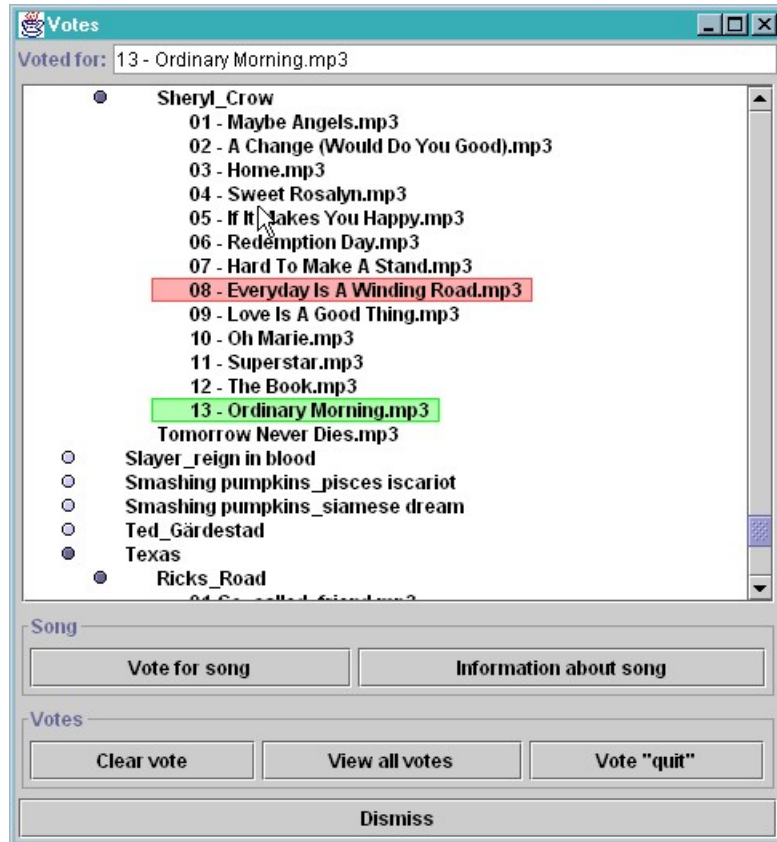 Votes
Voted for: 13 - Ordinary Morning.mp3
Sheryl_Crow
01 - Maybe Angels.mp3
02 - A Change (Would Do You Good).mp3
03 - Home.mp3
04 - Sweet Rosalyn.mp3
05 - If It Makes You Happy.mp3
06 - Redemption Day.mp3
07 - Hard To Make A Stand.mp3
08 - Everyday Is A Winding Road.mp3
09 - Love Is A Good Thing.mp3
10 - Oh Marie.mp3
11 - Superstar.mp3
12 - The Book.mp3
13 - Ordinary Morning.mp3
Tomorrow Never Dies.mp3
Slayer_reign in blood
Smashing pumpkins_pisces iscariot
Smashing pumpkins_siamese dream
Ted_Gärdestad
Texas
Ricks_Road
Song
Vote for song Information about song
Votes
Clear vote View all votes Vote "quit"
Dismiss